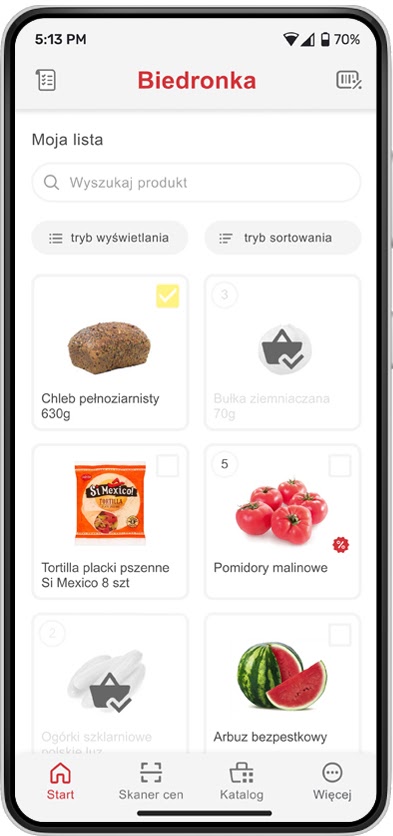 5:13 PM 70%
Biedronka
Moja lista
Wyszukaj produkt
tryb wyświetlania tryb sortowania
3
Chleb pełnoziarnisty
630g
Bułka ziemniaczana
70g
Si Mexico!
TORTILLA
5
Tortilla placki pszenne
Si Mexico 8 szt
Pomidory malinowe
%
2
Ogórki szklarniowe
polskie luz
Arbuz bezpestkowy
Start Skaner cen Katalog Więcej